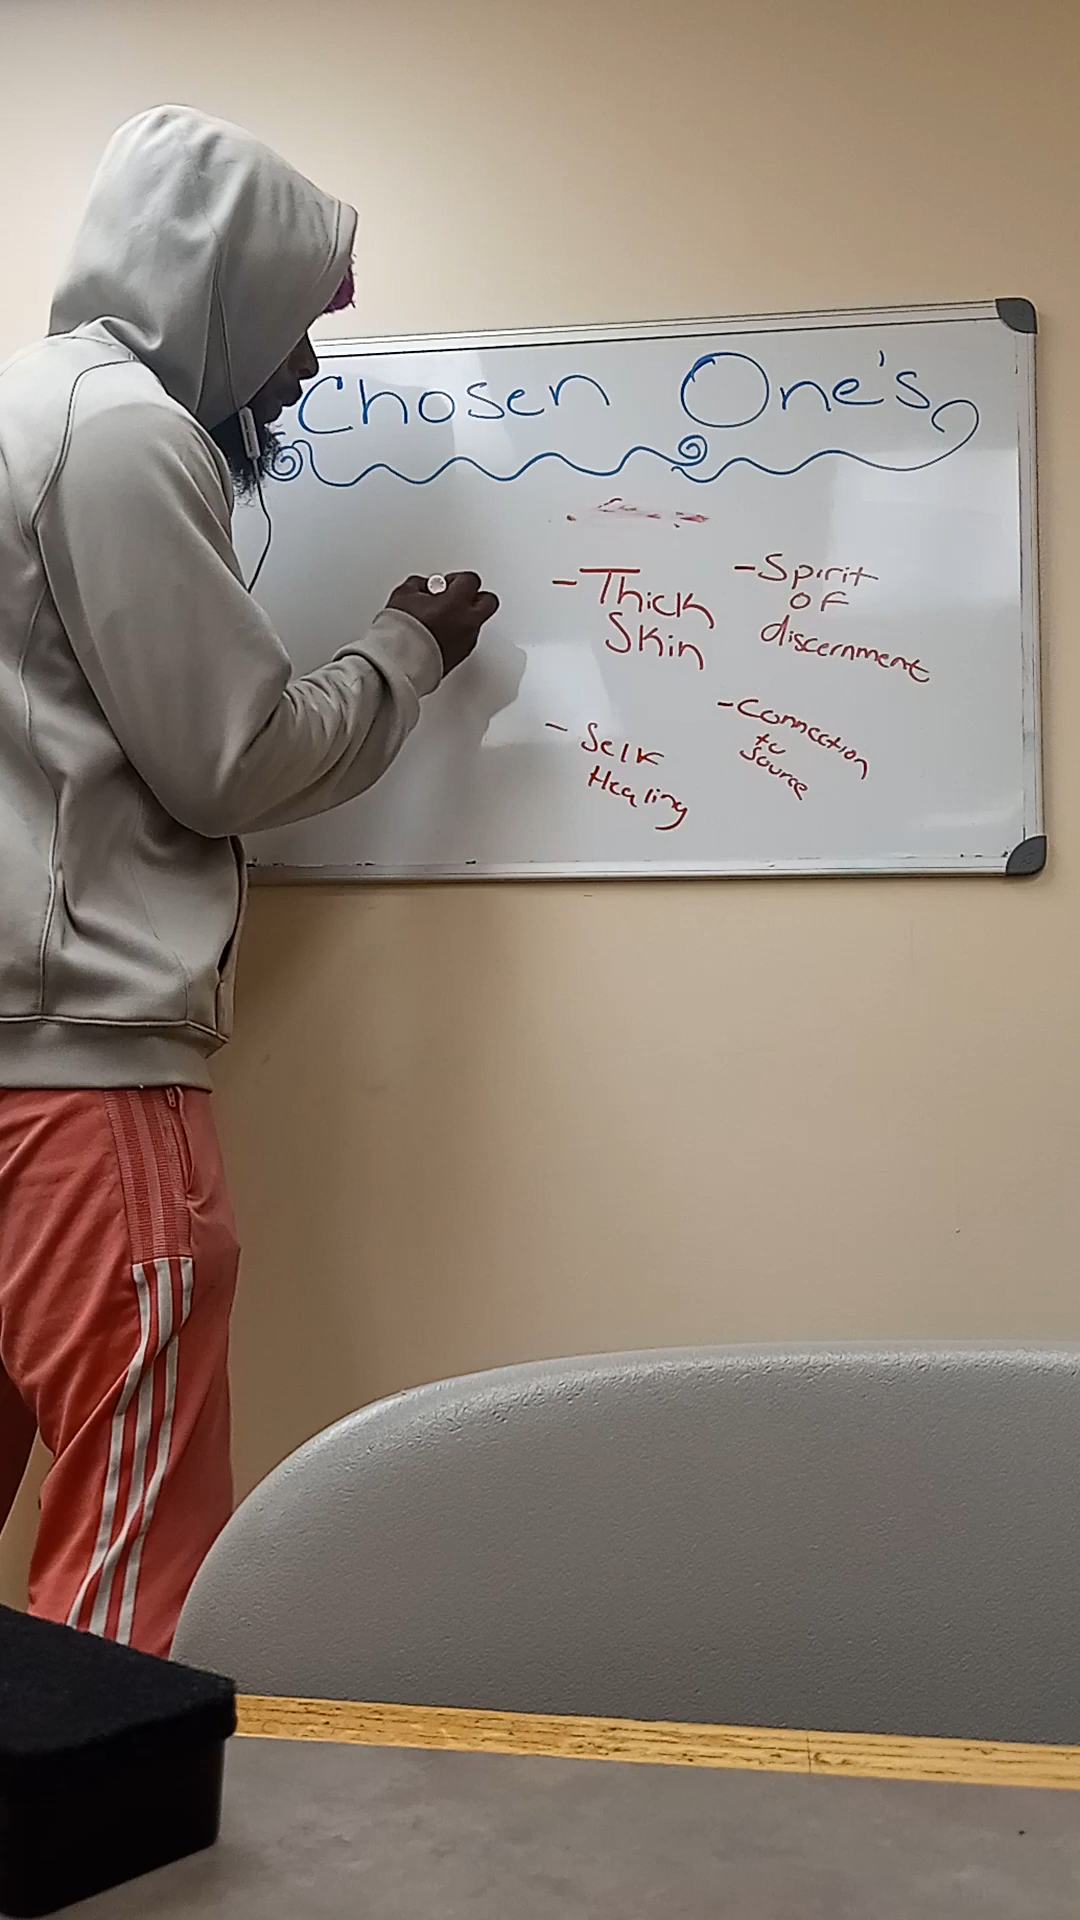 Chosen One's
- Thick
Skin
- Spirit
OF
discernment
- Self
Healing
- Connection
to
Source